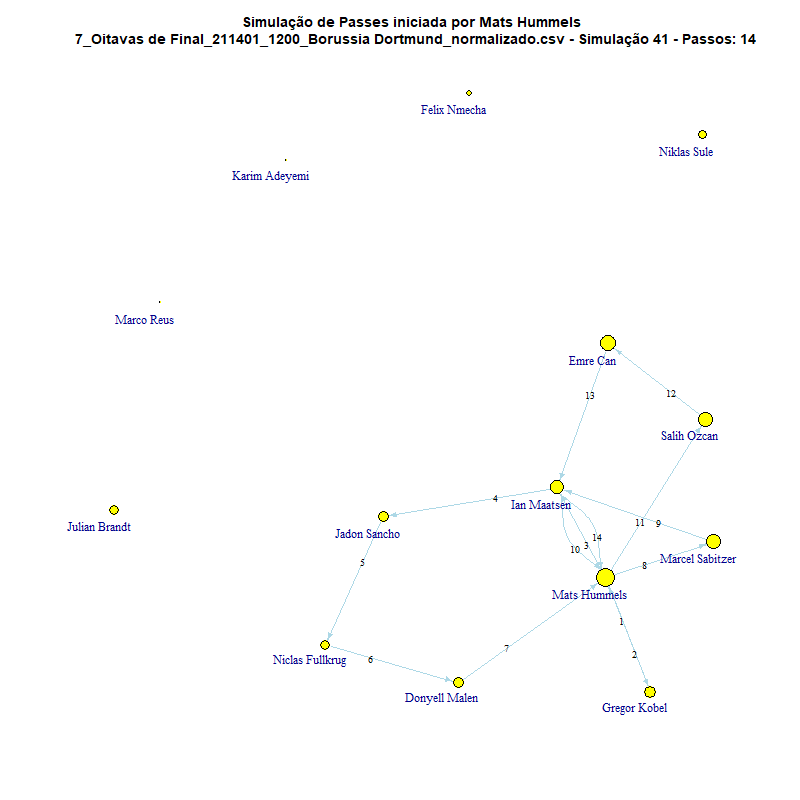 Simulação de Passes iniciada por Mats Hummels
7_Oitavas de Final_211401_1200_Borussia Dortmund_normalizado.csv - Simulação 41 - Passos: 14
Felix Nmecha
Niklas Sule
Karim Adeyemi
Marco Reus
Emre Can
13
12
Salih Ozcan
4
Ian Maatsen
Julian Brandt
Jadon Sancho
11
9
14
10
3
Marcel Sabitzer
5
8
Mats Hummels
1
7
2
6
Niclas Fullkrug
Donyell Malen
Gregor Kobel